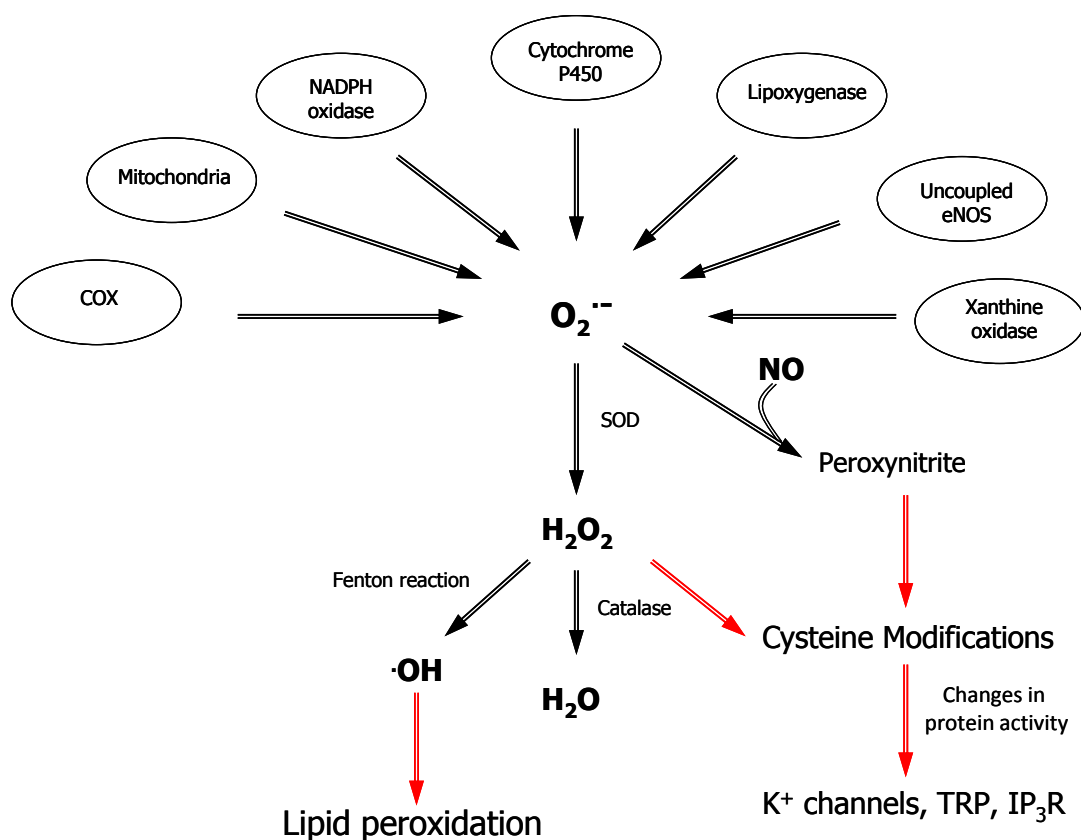 Cytochrome
P450
NADPH
oxidase
Lipoxygenase
Mitochondria
Uncoupled
eNOS
COX
Xanthine
oxidase
O₂·−
NO
SOD
Peroxynitrite
H₂O₂
Fenton reaction
Catalase
Cysteine Modifications
·OH
H₂O
Changes in
protein activity
K⁺ channels, TRP, IP₃R
Lipid peroxidation